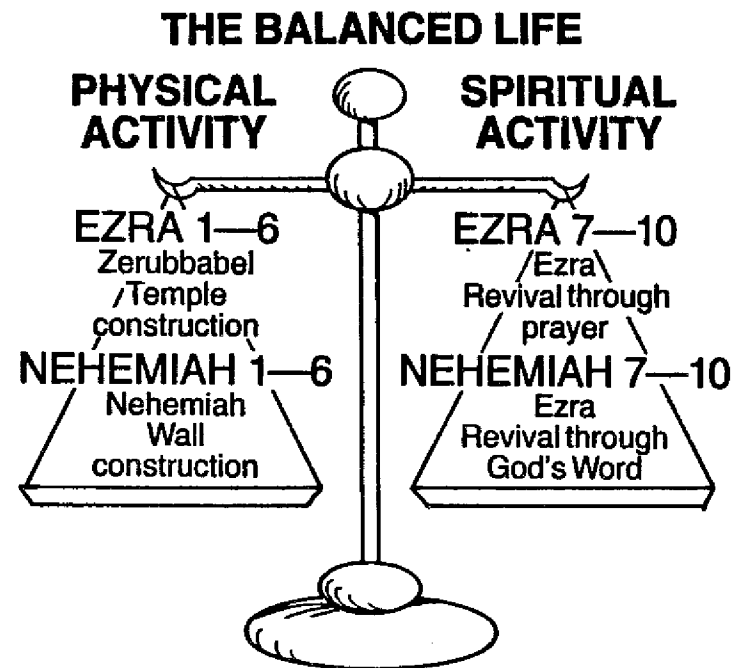 THE BALANCED LIFE
PHYSICAL
ACTIVITY
EZRA 1—6
Zerubbabel
Temple
construction
NEHEMIAH 1—6
Nehemiah
Wall
construction
SPIRITUAL
ACTIVITY
EZRA 7—10
Ezra
Revival through
prayer
NEHEMIAH 7—10
Ezra
Revival through
God's Word